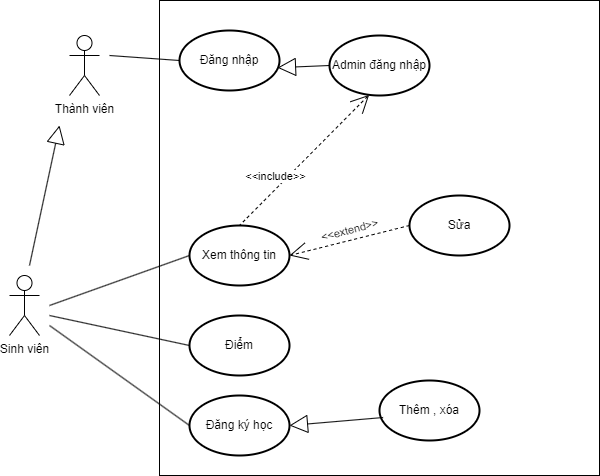 Đăng nhập
Admin đăng nhập
Thành viên
<<include>>
<<extend>>
Sửa
Xem thông tin
Sinh viên
Điểm
Đăng ký học
Thêm , xóa